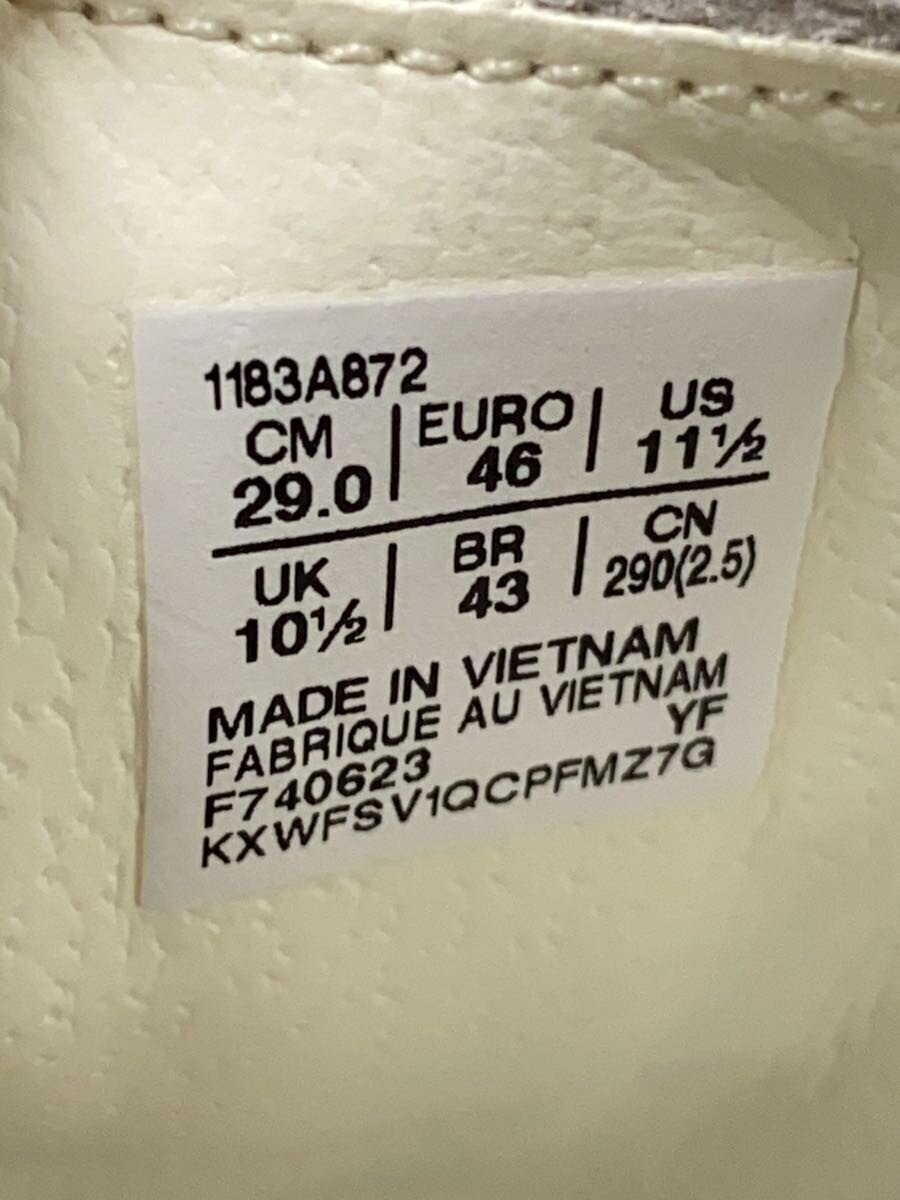 1183A872
CM | EURO | US
29.0 | 46 | 11½
UK | BR | CN
10½ | 43 | 290(2.5)
MADE IN VIETNAM
FABRIQUE AU VIETNAM
F740623 YF
KXWFSV1QCPFMZ7G